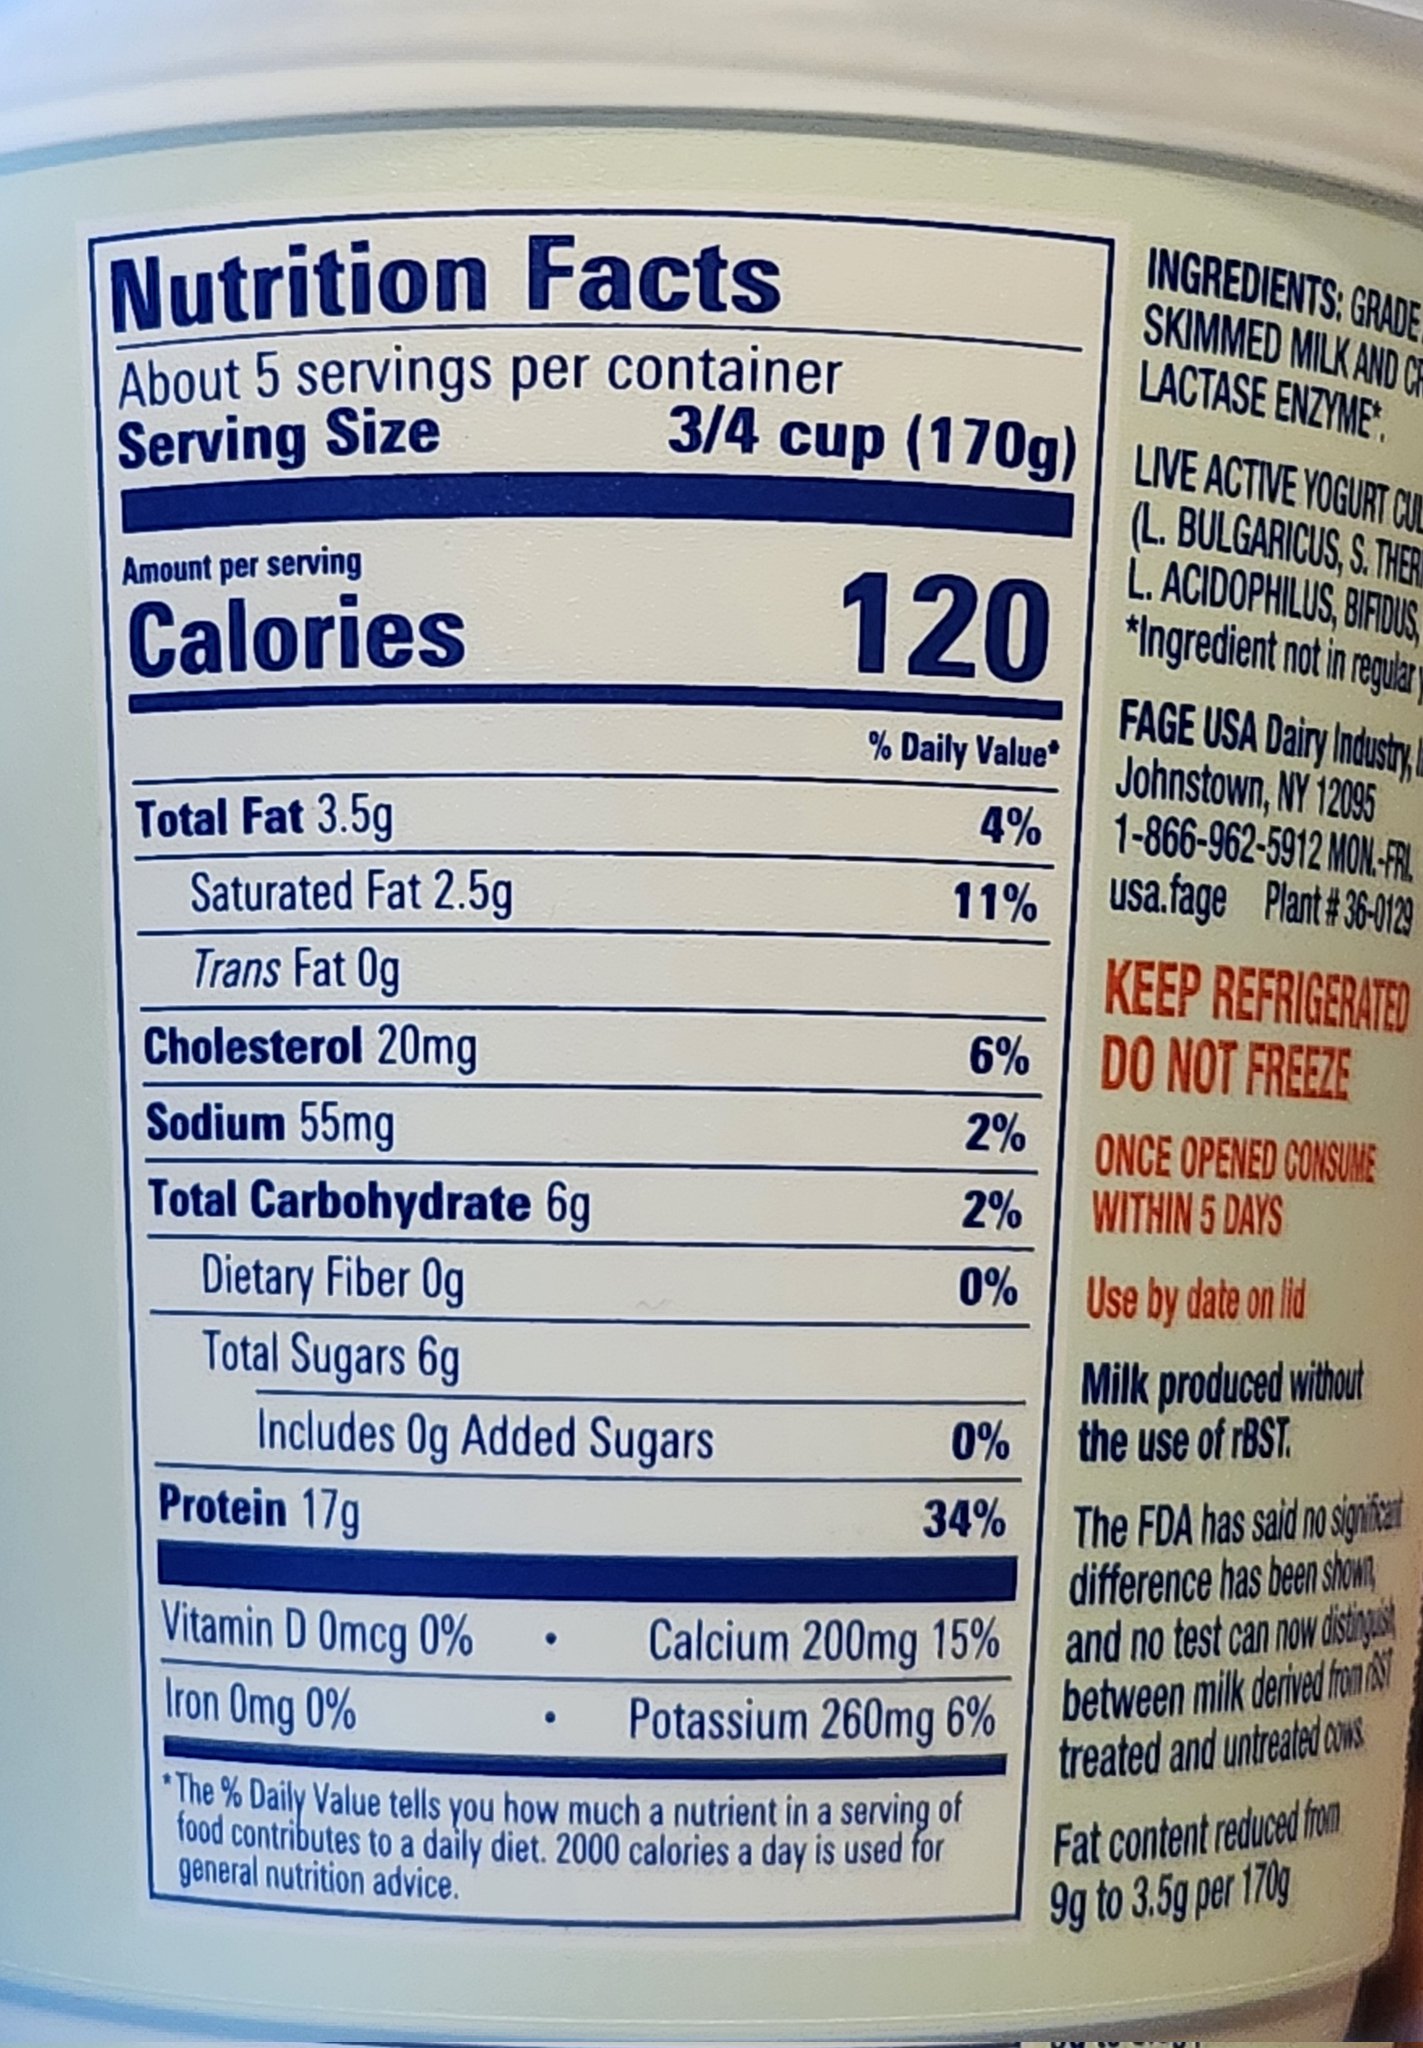 Nutrition Facts
About 5 servings per container
Serving Size 3/4 cup (170g)
Amount per serving
Calories 120
% Daily Value*
Total Fat 3.5g 4%
Saturated Fat 2.5g 11%
Trans Fat 0g
Cholesterol 20mg 6%
Sodium 55mg 2%
Total Carbohydrate 6g 2%
Dietary Fiber 0g 0%
Total Sugars 6g
Includes 0g Added Sugars 0%
Protein 17g 34%
Vitamin D 0mcg 0% • Calcium 200mg 15%
Iron 0mg 0% • Potassium 260mg 6%
*The % Daily Value tells you how much a nutrient in a serving of
food contributes to a daily diet. 2000 calories a day is used for
general nutrition advice.
INGREDIENTS: GRADE
SKIMMED MILK AND
LACTASE ENZYME*.
LIVE ACTIVE YOGURT
(L. BULGARICUS, S.
L. ACIDOPHILUS, BIFIDUS,
*Ingredient not in regular
FAGE USA Dairy Industry,
Johnstown, NY 12095
1-866-962-5912 MON.-FRI.
usa.fage Plant # 36-0129
KEEP REFRIGERATED
DO NOT FREEZE
ONCE OPENED CONSUME
WITHIN 5 DAYS
Use by date on lid
Milk produced without
the use of rBST.
The FDA has said no significant
difference has been shown,
and no test can now distinguish
between milk derived from rBST
treated and untreated cows.
Fat content reduced from
9g to 3.5g per 170g